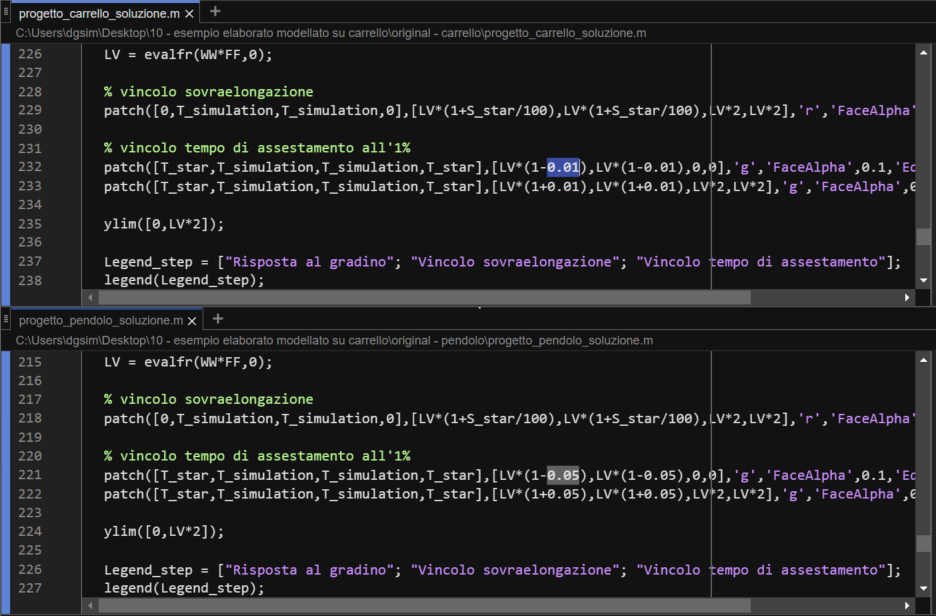 progetto_carrello_soluzione.m × +
C:\Users\dgsim\Desktop\10 - esempio elaborato modellato su carrello\original - carrello\progetto_carrello_soluzione.m
226 LV = evalfr(WW*FF,0);
227
228 % vincolo sovraelongazione
229 patch([0,T_simulation,T_simulation,0],[LV*(1+S_star/100),LV*(1+S_star/100),LV*2,LV*2],'r','FaceAlpha'
230
231 % vincolo tempo di assestamento all'1%
232 patch([T_star,T_simulation,T_simulation,T_star],[LV*(1-0.01),LV*(1-0.01),0,0],'g','FaceAlpha',0.1,'Ed
233 patch([T_star,T_simulation,T_simulation,T_star],[LV*(1+0.01),LV*(1+0.01),LV*2,LV*2],'g','FaceAlpha',0
234
235 ylim([0,LV*2]);
236
237 Legend_step = ["Risposta al gradino"; "Vincolo sovraelongazione"; "Vincolo tempo di assestamento"];
238 legend(Legend_step);
progetto_pendolo_soluzione.m × +
C:\Users\dgsim\Desktop\10 - esempio elaborato modellato su carrello\original - pendolo\progetto_pendolo_soluzione.m
215 LV = evalfr(WW*FF,0);
216
217 % vincolo sovraelongazione
218 patch([0,T_simulation,T_simulation,0],[LV*(1+S_star/100),LV*(1+S_star/100),LV*2,LV*2],'r','FaceAlpha'
219
220 % vincolo tempo di assestamento all'1%
221 patch([T_star,T_simulation,T_simulation,T_star],[LV*(1-0.05),LV*(1-0.05),0,0],'g','FaceAlpha',0.1,'Ed
222 patch([T_star,T_simulation,T_simulation,T_star],[LV*(1+0.05),LV*(1+0.05),LV*2,LV*2],'g','FaceAlpha',0
223
224 ylim([0,LV*2]);
225
226 Legend_step = ["Risposta al gradino"; "Vincolo sovraelongazione"; "Vincolo tempo di assestamento"];
227 legend(Legend_step);